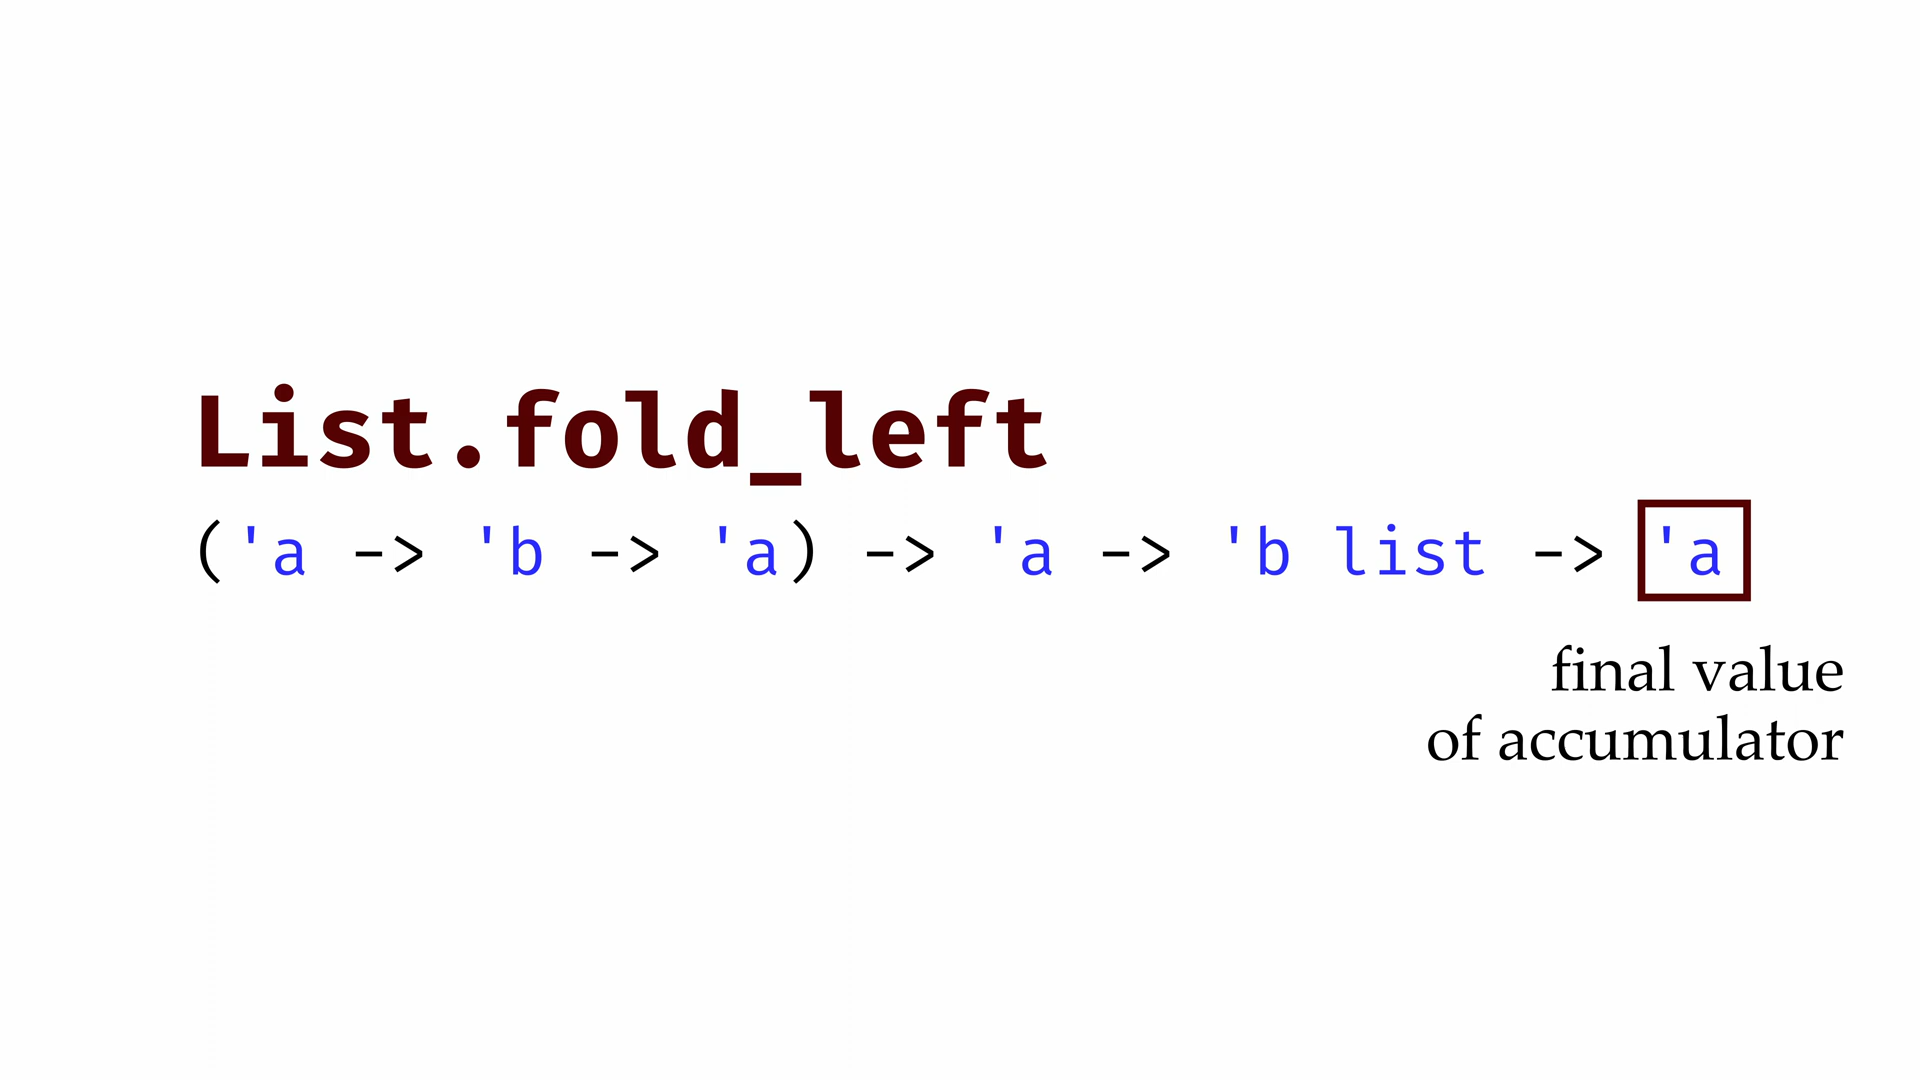 List.fold_left
('a -> 'b -> 'a) -> 'a -> 'b list -> 'a
final value
of accumulator